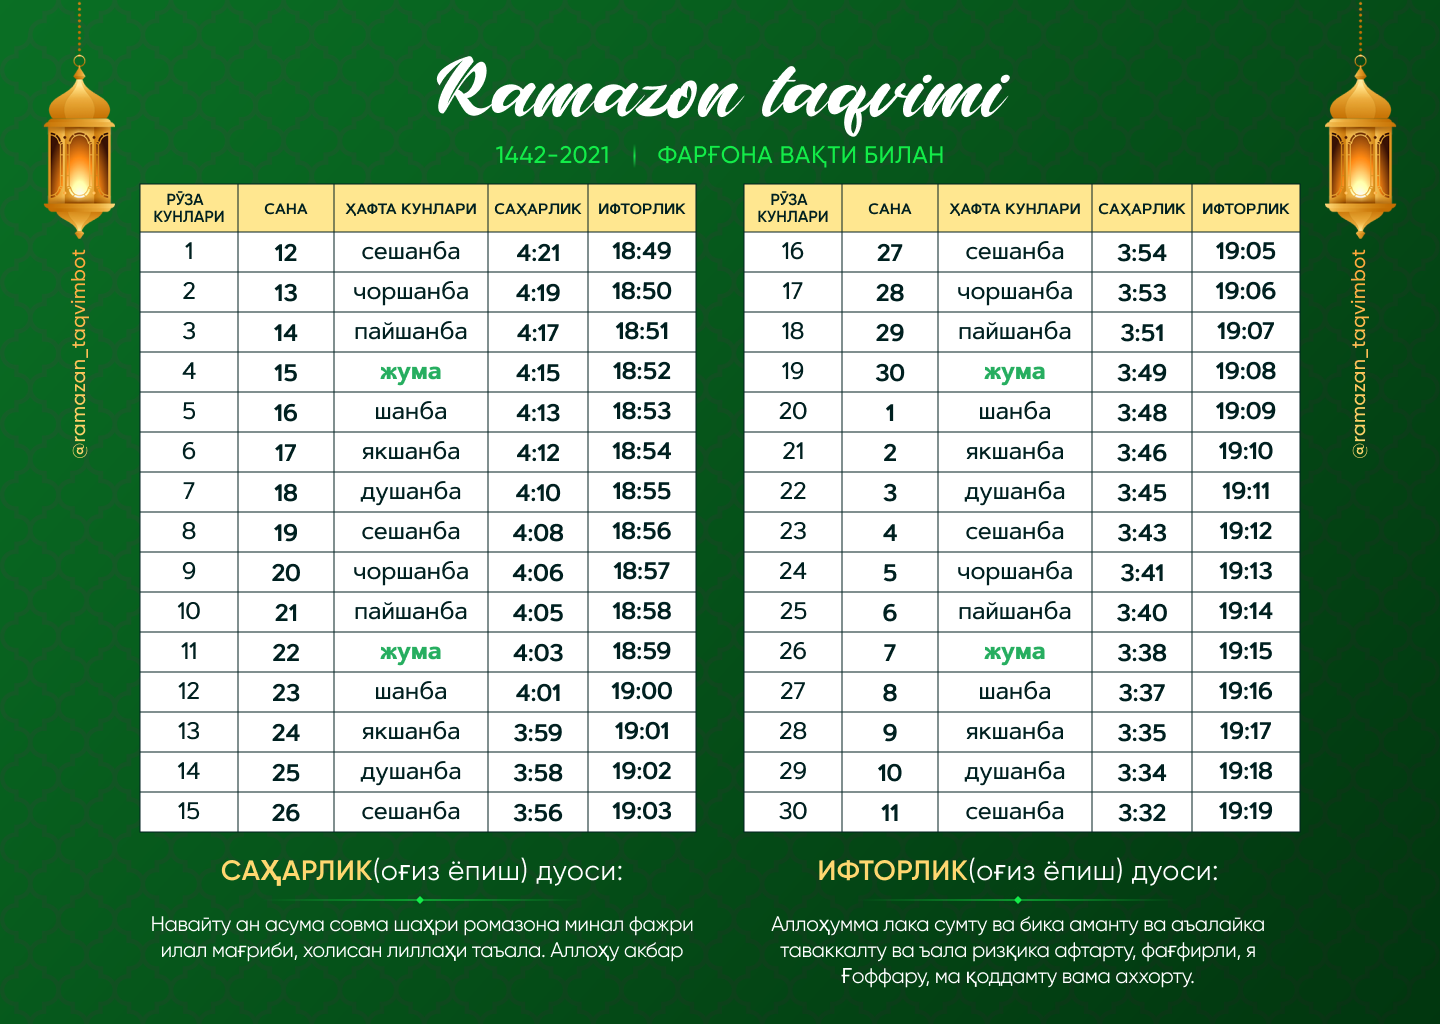 Ramazon taqvimi
1442-2021 | ФАРҒОНА ВАҚТИ БИЛАН
@ramazan_taqvimbot
РЎЗА КУНЛАРИ САНА ҲАФТА КУНЛАРИ САҲАРЛИК ИФТОРЛИК
1 12 сешанба 4:21 18:49
2 13 чоршанба 4:19 18:50
3 14 пайшанба 4:17 18:51
4 15 жума 4:15 18:52
5 16 шанба 4:13 18:53
6 17 якшанба 4:12 18:54
7 18 душанба 4:10 18:55
8 19 сешанба 4:08 18:56
9 20 чоршанба 4:06 18:57
10 21 пайшанба 4:05 18:58
11 22 жума 4:03 18:59
12 23 шанба 4:01 19:00
13 24 якшанба 3:59 19:01
14 25 душанба 3:58 19:02
15 26 сешанба 3:56 19:03
РЎЗА КУНЛАРИ САНА ҲАФТА КУНЛАРИ САҲАРЛИК ИФТОРЛИК
16 27 сешанба 3:54 19:05
17 28 чоршанба 3:53 19:06
18 29 пайшанба 3:51 19:07
19 30 жума 3:49 19:08
20 1 шанба 3:48 19:09
21 2 якшанба 3:46 19:10
22 3 душанба 3:45 19:11
23 4 сешанба 3:43 19:12
24 5 чоршанба 3:41 19:13
25 6 пайшанба 3:40 19:14
26 7 жума 3:38 19:15
27 8 шанба 3:37 19:16
28 9 якшанба 3:35 19:17
29 10 душанба 3:34 19:18
30 11 сешанба 3:32 19:19
@ramazan_taqvimbot
САҲАРЛИК(оғиз ёпиш) дуоси:
Навайту ан асума совма шаҳри ромазона минал фажри
илал мағриби, холисан лиллаҳи таъала. Аллоҳу акбар
ИФТОРЛИК(оғиз ёпиш) дуоси:
Аллоҳумма лака сумту ва бика аманту ва аъалайка
таваккалту ва ъала ризқика афтарту, фағфирли, я
Ғоффару, ма қоддамту вама аххорту.